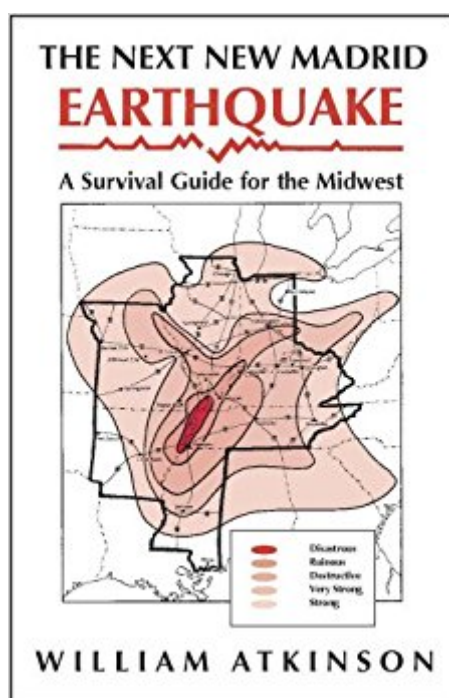 THE NEXT NEW MADRID
EARTHQUAKE
A Survival Guide for the Midwest
Disastrous
Ruinous
Destructive
Very Strong
Strong
WILLIAM ATKINSON